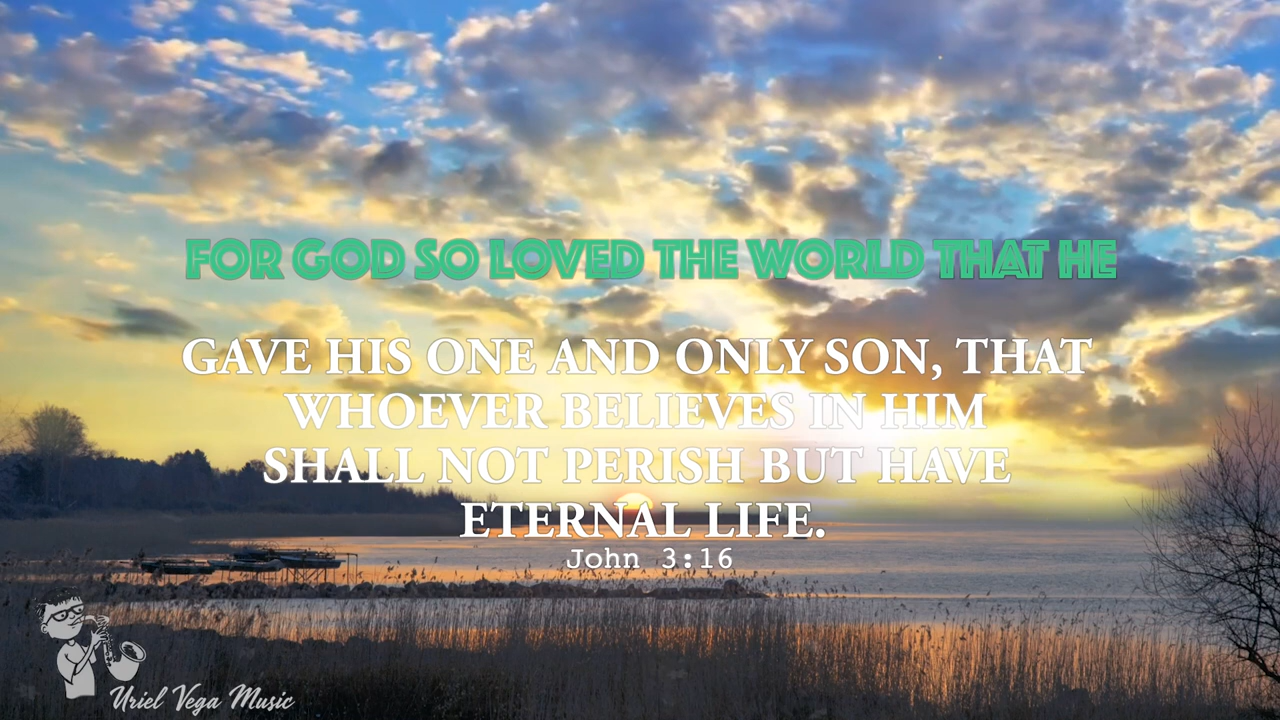 FOR GOD SO LOVED THE WORLD THAT HE
GAVE HIS ONE AND ONLY SON, THAT
WHOEVER BELIEVES IN HIM
SHALL NOT PERISH BUT HAVE
ETERNAL LIFE.
John 3:16
Uriel Vega Music